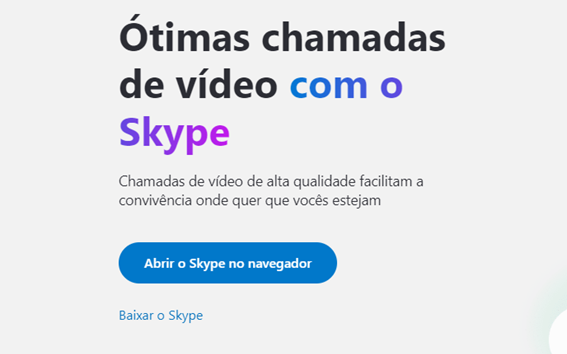 Ótimas chamadas
de vídeo com o
Skype
Chamadas de vídeo de alta qualidade facilitam a
convivência onde quer que vocês estejam
Abrir o Skype no navegador
Baixar o Skype